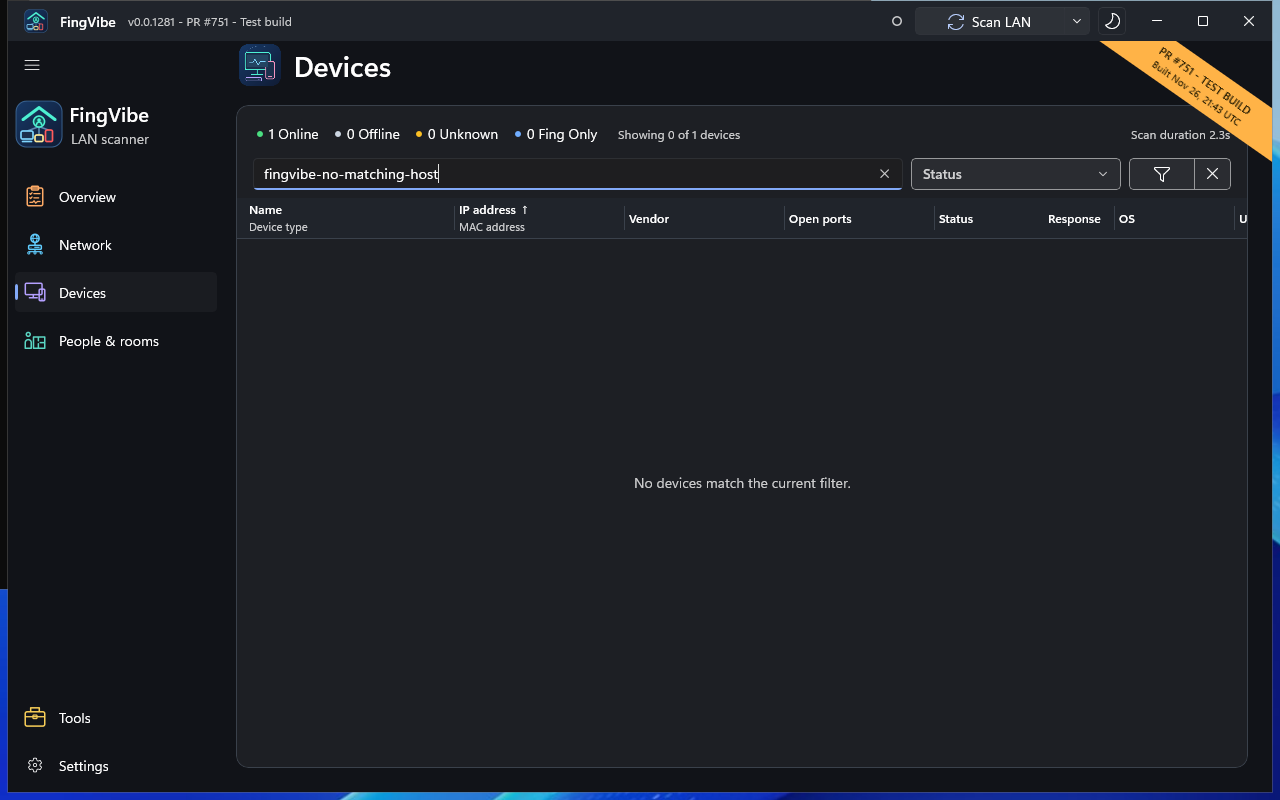 FingVibe v0.0.1281 - PR #751 - Test build
Scan LAN
PR #751 - TEST BUILD
Built Nov 26, 21:43 UTC
Devices
FingVibe
LAN scanner
Overview
Network
Devices
People & rooms
Tools
Settings
1 Online 0 Offline 0 Unknown 0 Fing Only Showing 0 of 1 devices Scan duration 2.3s
fingvibe-no-matching-host Status
Name IP address ↑ Vendor Open ports Status Response OS U
Device type MAC address
No devices match the current filter.